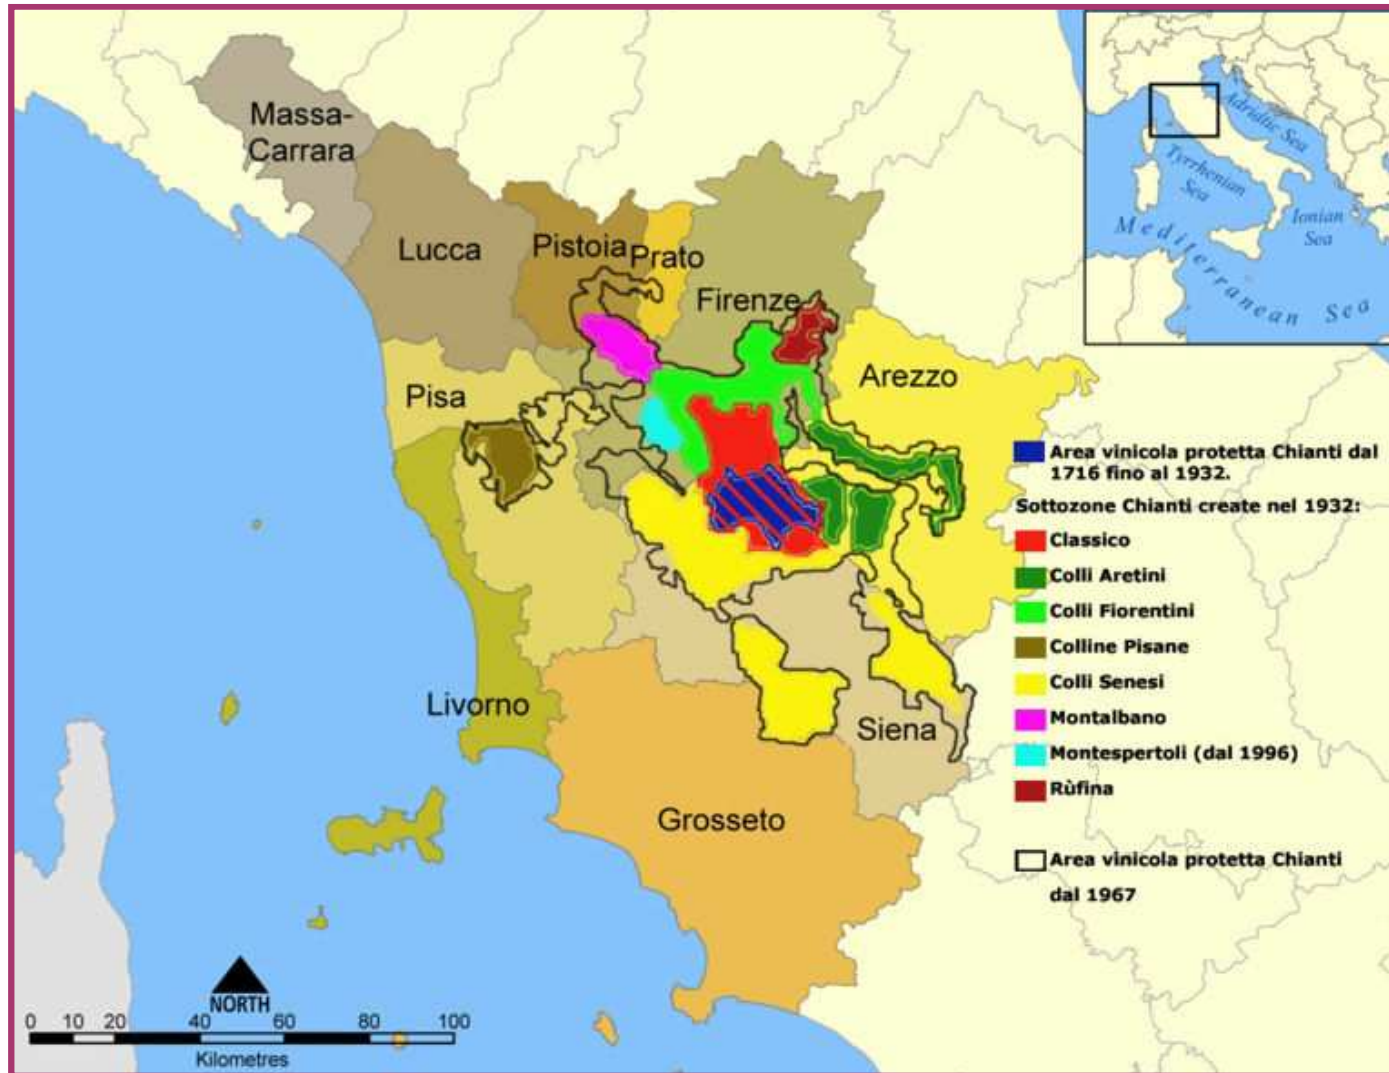 Massa-
Carrara
Lucca
Pistoia
Prato
Firenze
Pisa
Arezzo
Livorno
Siena
Grosseto
Adriatic Sea
Tyrrhenian
Sea
Ionian
Sea
Mediterranean Sea
Area vinicola protetta Chianti dal
1716 fino al 1932.
Sottozone Chianti create nel 1932:
Classico
Colli Aretini
Colli Fiorentini
Colline Pisane
Colli Senesi
Montalbano
Montespertoli (dal 1996)
Rùfina
Area vinicola protetta Chianti
dal 1967
NORTH
0 10 20 40 60 80 100
Kilometres